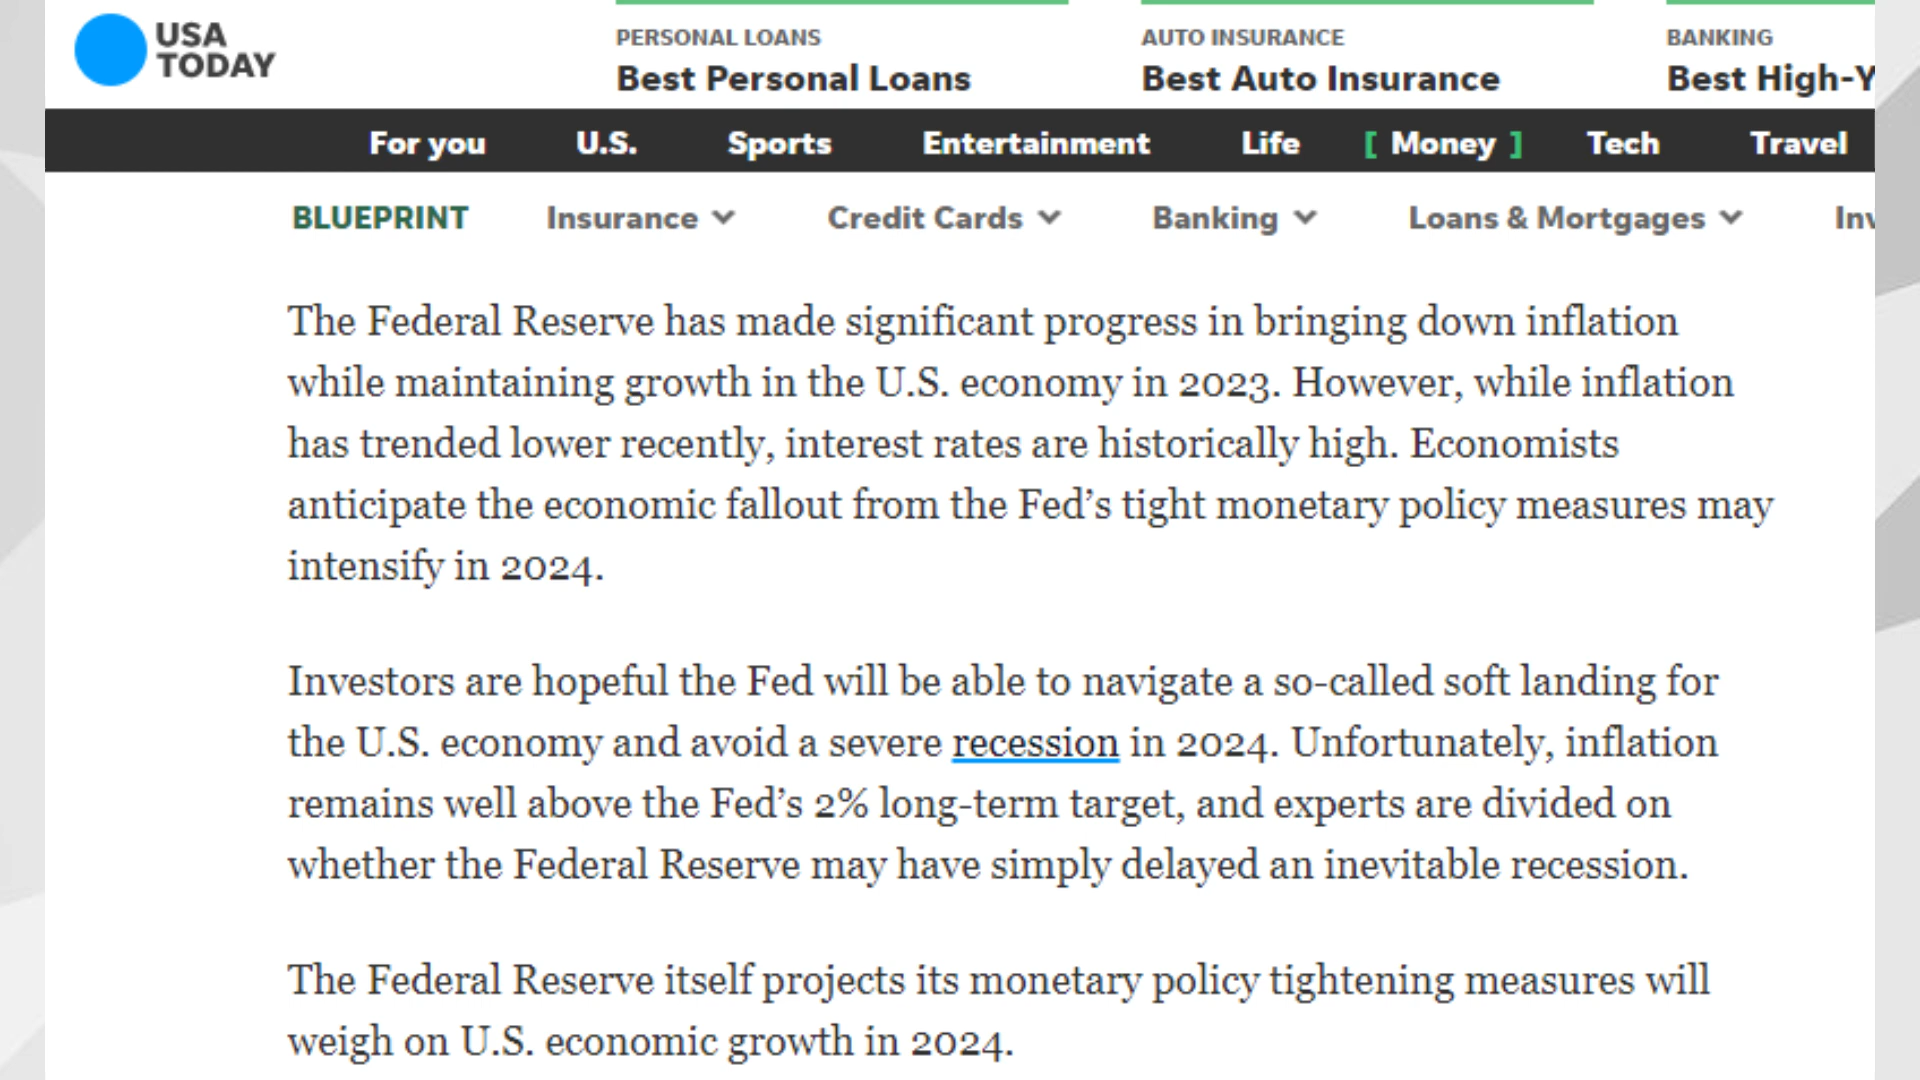 USA
TODAY
PERSONAL LOANS
Best Personal Loans
AUTO INSURANCE
Best Auto Insurance
BANKING
Best High-Y
For you U.S. Sports Entertainment Life [ Money ] Tech Travel
BLUEPRINT Insurance Credit Cards Banking Loans & Mortgages Inv
The Federal Reserve has made significant progress in bringing down inflation
while maintaining growth in the U.S. economy in 2023. However, while inflation
has trended lower recently, interest rates are historically high. Economists
anticipate the economic fallout from the Fed’s tight monetary policy measures may
intensify in 2024.
Investors are hopeful the Fed will be able to navigate a so-called soft landing for
the U.S. economy and avoid a severe recession in 2024. Unfortunately, inflation
remains well above the Fed’s 2% long-term target, and experts are divided on
whether the Federal Reserve may have simply delayed an inevitable recession.
The Federal Reserve itself projects its monetary policy tightening measures will
weigh on U.S. economic growth in 2024.